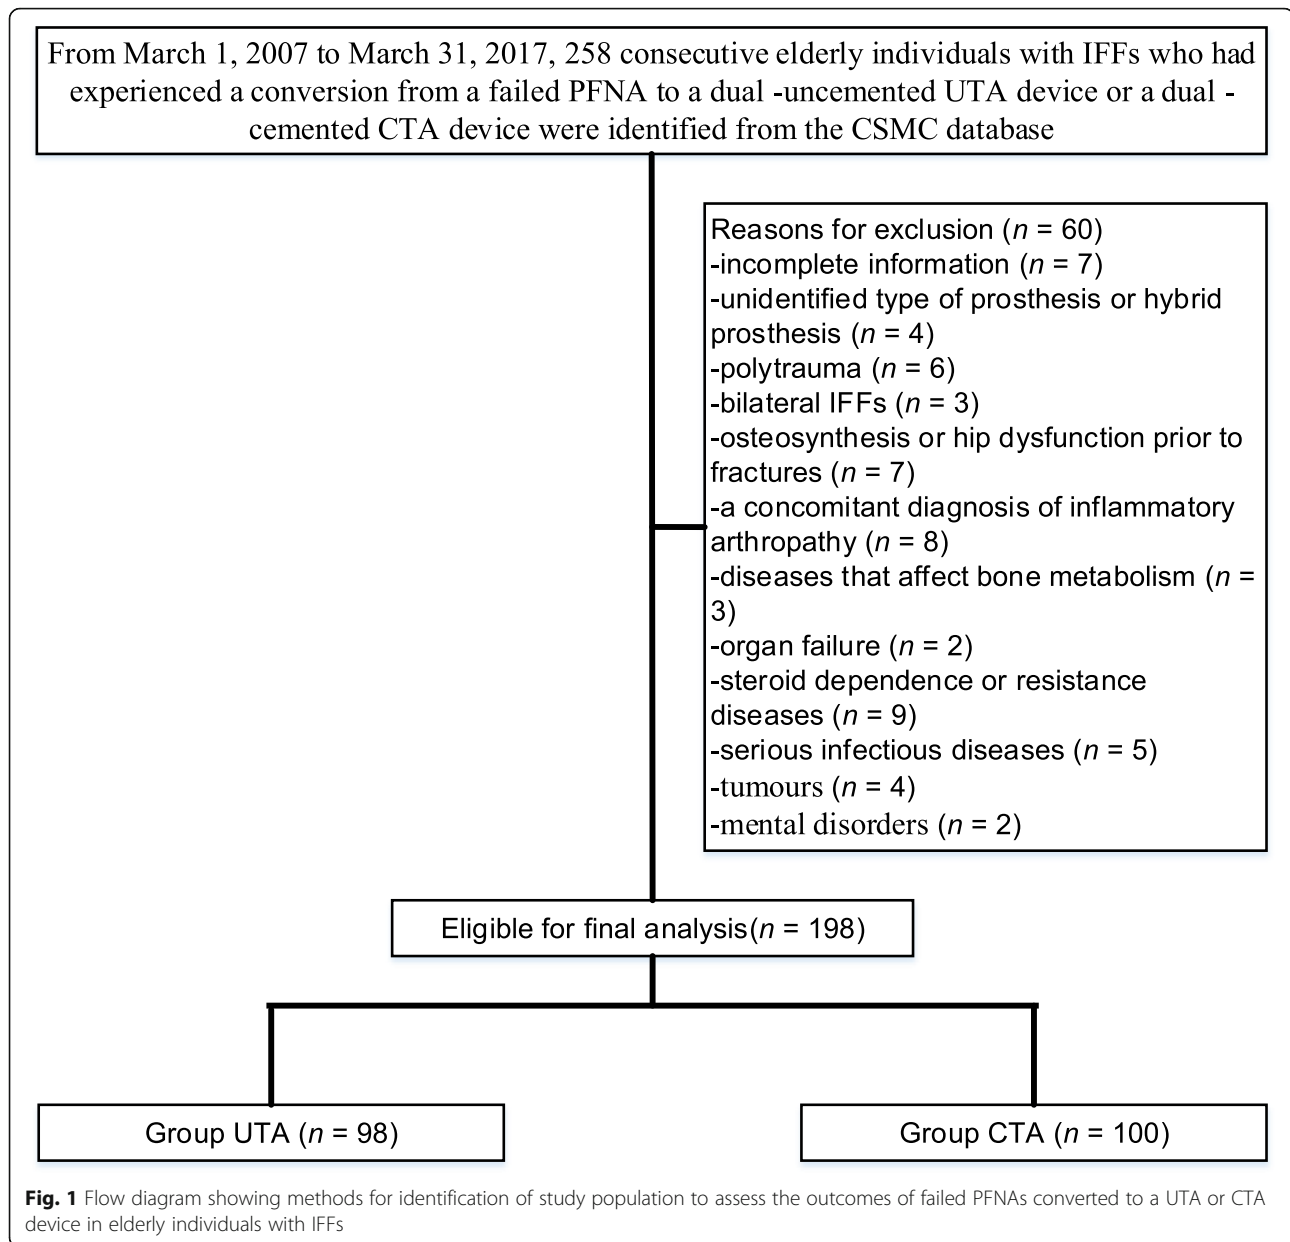 From March 1, 2007 to March 31, 2017, 258 consecutive elderly individuals with IFFs who had
experienced a conversion from a failed PFNA to a dual -uncemented UTA device or a dual -
cemented CTA device were identified from the CSMC database
Reasons for exclusion (n = 60)
-incomplete information (n = 7)
-unidentified type of prosthesis or hybrid
prosthesis (n = 4)
-polytrauma (n = 6)
-bilateral IFFs (n = 3)
-osteosynthesis or hip dysfunction prior to
fractures (n = 7)
-a concomitant diagnosis of inflammatory
arthropathy (n = 8)
-diseases that affect bone metabolism (n =
3)
-organ failure (n = 2)
-steroid dependence or resistance
diseases (n = 9)
-serious infectious diseases (n = 5)
-tumours (n = 4)
-mental disorders (n = 2)
Eligible for final analysis(n = 198)
Group UTA (n = 98)
Group CTA (n = 100)
Fig. 1 Flow diagram showing methods for identification of study population to assess the outcomes of failed PFNAs converted to a UTA or CTA
device in elderly individuals with IFFs